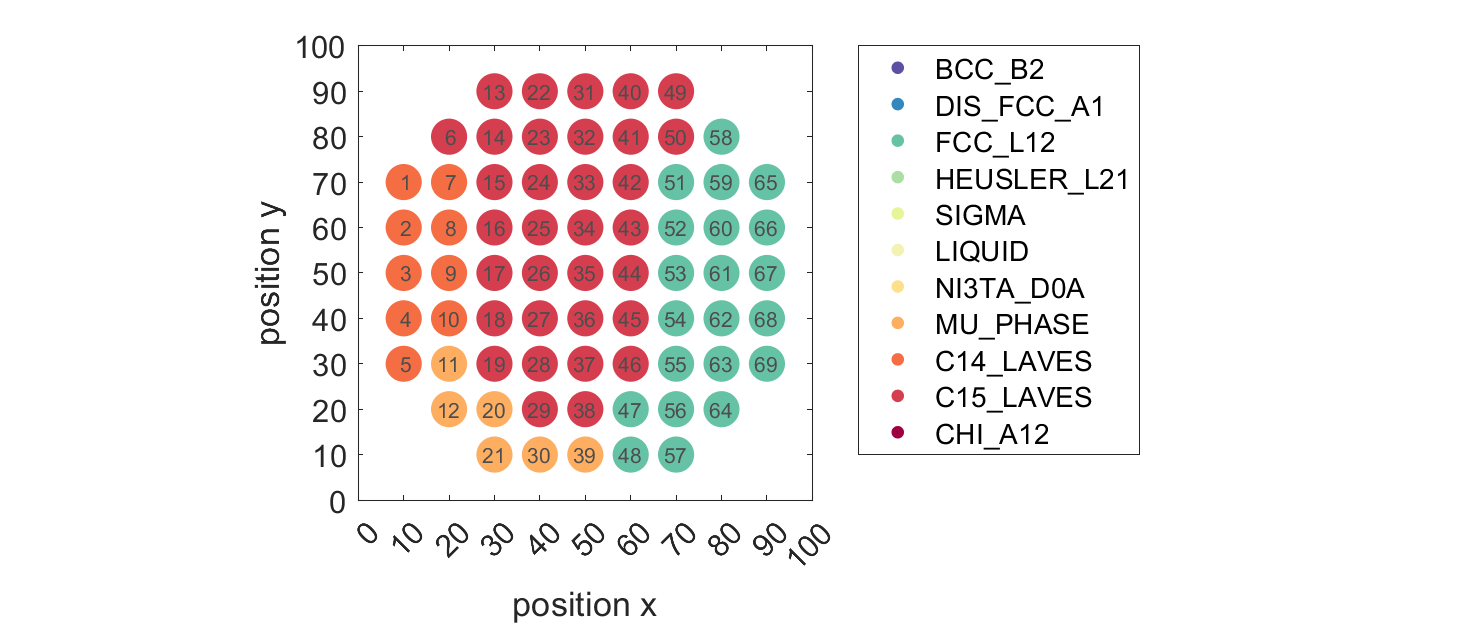 100
90
80
70
60
50
40
30
20
10
0
position y
13 22 31 40 49
6 14 23 32 41 50 58
1 7 15 24 33 42 51 59 65
2 8 16 25 34 43 52 60 66
3 9 17 26 35 44 53 61 67
4 10 18 27 36 45 54 62 68
5 11 19 28 37 46 55 63 69
12 20 29 38 47 56 64
21 30 39 48 57
0 10 20 30 40 50 60 70 80 90 100
position x
BCC_B2
DIS_FCC_A1
FCC_L12
HEUSLER_L21
SIGMA
LIQUID
NI3TA_D0A
MU_PHASE
C14_LAVES
C15_LAVES
CHI_A12